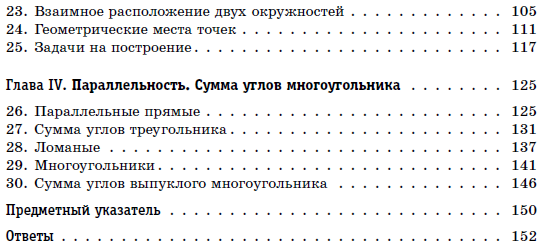 23. Взаимное расположение двух окружностей . . . . . . . . . . . . 105
24. Геометрические места точек . . . . . . . . . . . . . . . . . . . . 111
25. Задачи на построение . . . . . . . . . . . . . . . . . . . . . . . . 117
Глава IV. Параллельность. Сумма углов многоугольника . . . . . . . . 125
26. Параллельные прямые . . . . . . . . . . . . . . . . . . . . . . . 125
27. Сумма углов треугольника . . . . . . . . . . . . . . . . . . . . . 131
28. Ломаные . . . . . . . . . . . . . . . . . . . . . . . . . . . . . . 137
29. Многоугольники . . . . . . . . . . . . . . . . . . . . . . . . . . 141
30. Сумма углов выпуклого многоугольника . . . . . . . . . . . . . 146
Предметный указатель . . . . . . . . . . . . . . . . . . . . . . . . . 150
Ответы . . . . . . . . . . . . . . . . . . . . . . . . . . . . . . . . . 152